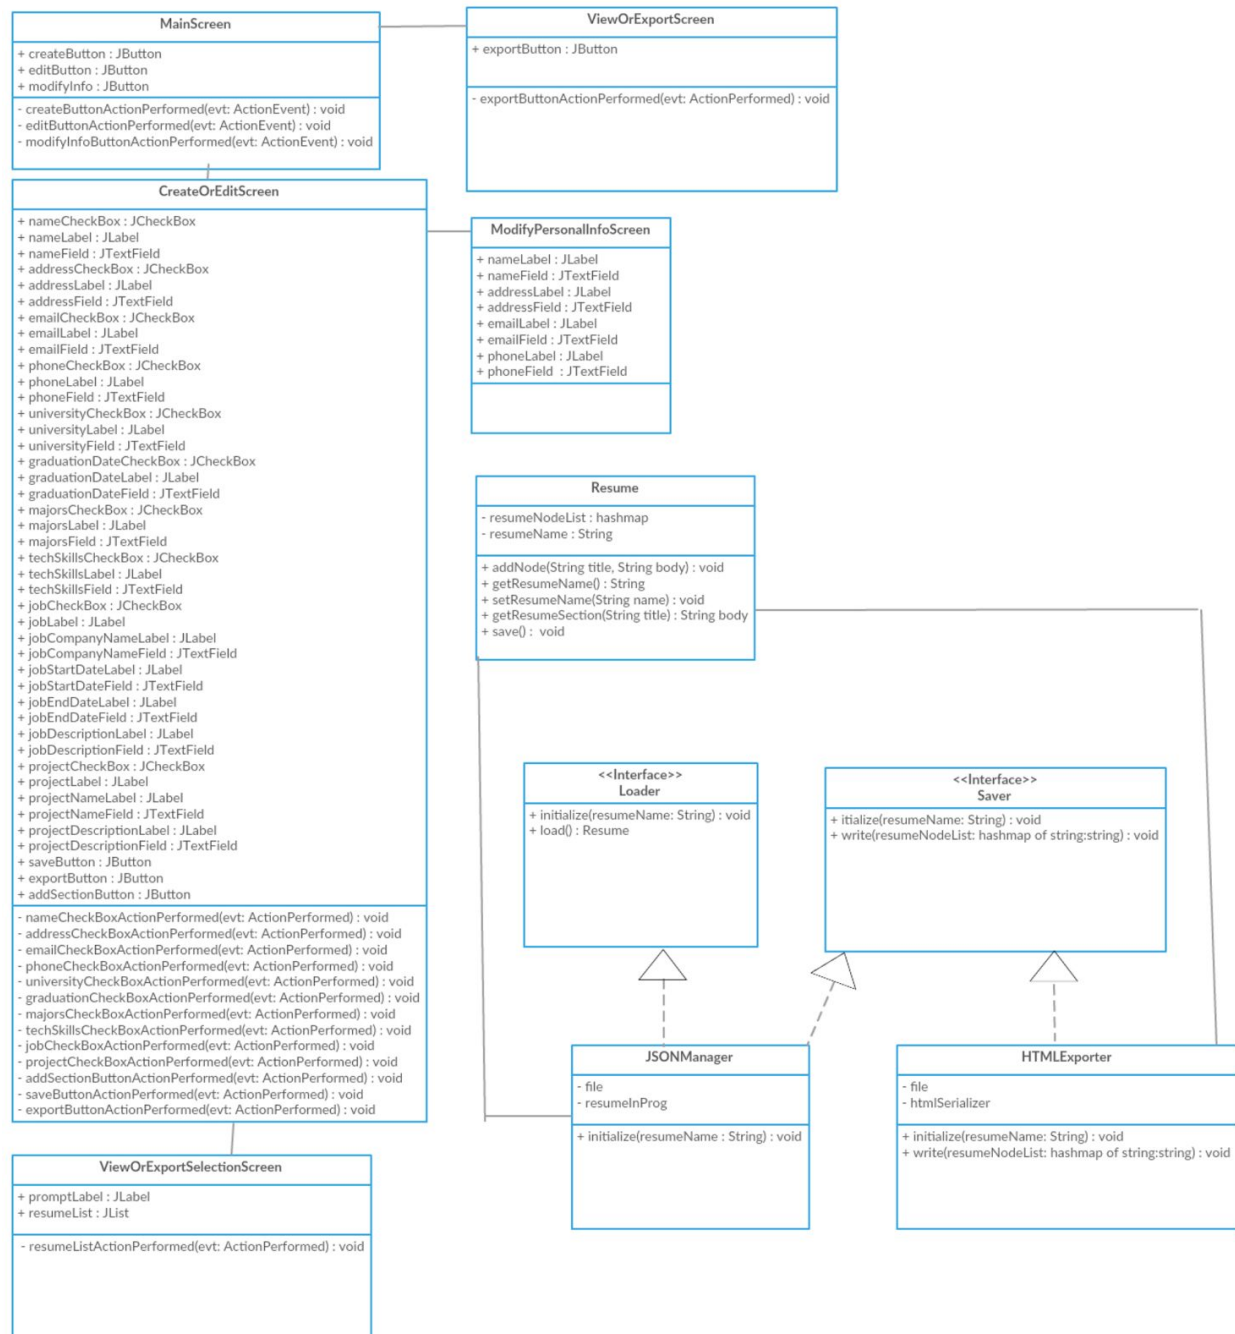 MainScreen
+ createButton : JButton
+ editButton : JButton
+ modifyInfo : JButton
- createButtonActionPerformed(evt: ActionEvent) : void
- editButtonActionPerformed(evt: ActionEvent) : void
- modifyInfoButtonActionPerformed(evt: ActionEvent) : void
ViewOrExportScreen
+ exportButton : JButton
- exportButtonActionPerformed(evt: ActionPerformed) : void
CreateOrEditScreen
+ nameCheckBox : JCheckBox
+ nameLabel : JLabel
+ nameField : JTextField
+ addressCheckBox : JCheckBox
+ addressLabel : JLabel
+ addressField : JTextField
+ emailCheckBox : JCheckBox
+ emailLabel : JLabel
+ emailField : JTextField
+ phoneCheckBox : JCheckBox
+ phoneLabel : JLabel
+ phoneField : JTextField
+ universityCheckBox : JCheckBox
+ universityLabel : JLabel
+ universityField : JTextField
+ graduationDateCheckBox : JCheckBox
+ graduationDateLabel : JLabel
+ graduationDateField : JTextField
+ majorsCheckBox : JCheckBox
+ majorsLabel : JLabel
+ majorsField : JTextField
+ techSkillsCheckBox : JCheckBox
+ techSkillsLabel : JLabel
+ techSkillsField : JTextField
+ jobCheckBox : JCheckBox
+ jobLabel : JLabel
+ jobCompanyNameLabel : JLabel
+ jobCompanyNameField : JTextField
+ jobStartDateLabel : JLabel
+ jobStartDateField : JTextField
+ jobEndDateLabel : JLabel
+ jobEndDateField : JTextField
+ jobDescriptionLabel : JLabel
+ jobDescriptionField : JTextField
+ projectCheckBox : JCheckBox
+ projectLabel : JLabel
+ projectNameLabel : JLabel
+ projectNameField : JTextField
+ projectDescriptionLabel : JLabel
+ projectDescriptionField : JTextField
+ saveButton : JButton
+ exportButton : JButton
+ addSectionButton : JButton
- nameCheckBoxActionPerformed(evt: ActionPerformed) : void
- addressCheckBoxActionPerformed(evt: ActionPerformed) : void
- emailCheckBoxActionPerformed(evt: ActionPerformed) : void
- phoneCheckBoxActionPerformed(evt: ActionPerformed) : void
- universityCheckBoxActionPerformed(evt: ActionPerformed) : void
- graduationCheckBoxActionPerformed(evt: ActionPerformed) : void
- majorsCheckBoxActionPerformed(evt: ActionPerformed) : void
- techSkillsCheckBoxActionPerformed(evt: ActionPerformed) : void
- jobCheckBoxActionPerformed(evt: ActionPerformed) : void
- projectCheckBoxActionPerformed(evt: ActionPerformed) : void
- addSectionButtonActionPerformed(evt: ActionPerformed) : void
- saveButtonActionPerformed(evt: ActionPerformed) : void
- exportButtonActionPerformed(evt: ActionPerformed) : void
ModifyPersonalInfoScreen
+ nameLabel : JLabel
+ nameField : JTextField
+ addressLabel : JLabel
+ addressField : JTextField
+ emailLabel : JLabel
+ emailField : JTextField
+ phoneLabel : JLabel
+ phoneField : JTextField
Resume
- resumeNodeList : hashmap
- resumeName : String
+ addNode(String title, String body) : void
+ getResumeName() : String
+ setResumeName(String name) : void
+ getResumeSection(String title) : String body
+ save() : void
<<Interface>>
Loader
+ initialize(resumeName: String) : void
+ load() : Resume
<<Interface>>
Saver
+ itialize(resumeName: String) : void
+ write(resumeNodeList: hashmap of string:string) : void
JSONManager
- file
- resumeInProg
+ initialize(resumeName : String) : void
HTMLExporter
- file
- htmlSerializer
+ initialize(resumeName: String) : void
+ write(resumeNodeList: hashmap of string:string) : void
ViewOrExportSelectionScreen
+ promptLabel : JLabel
+ resumeList : JList
- resumeListActionPerformed(evt: ActionPerformed) : void